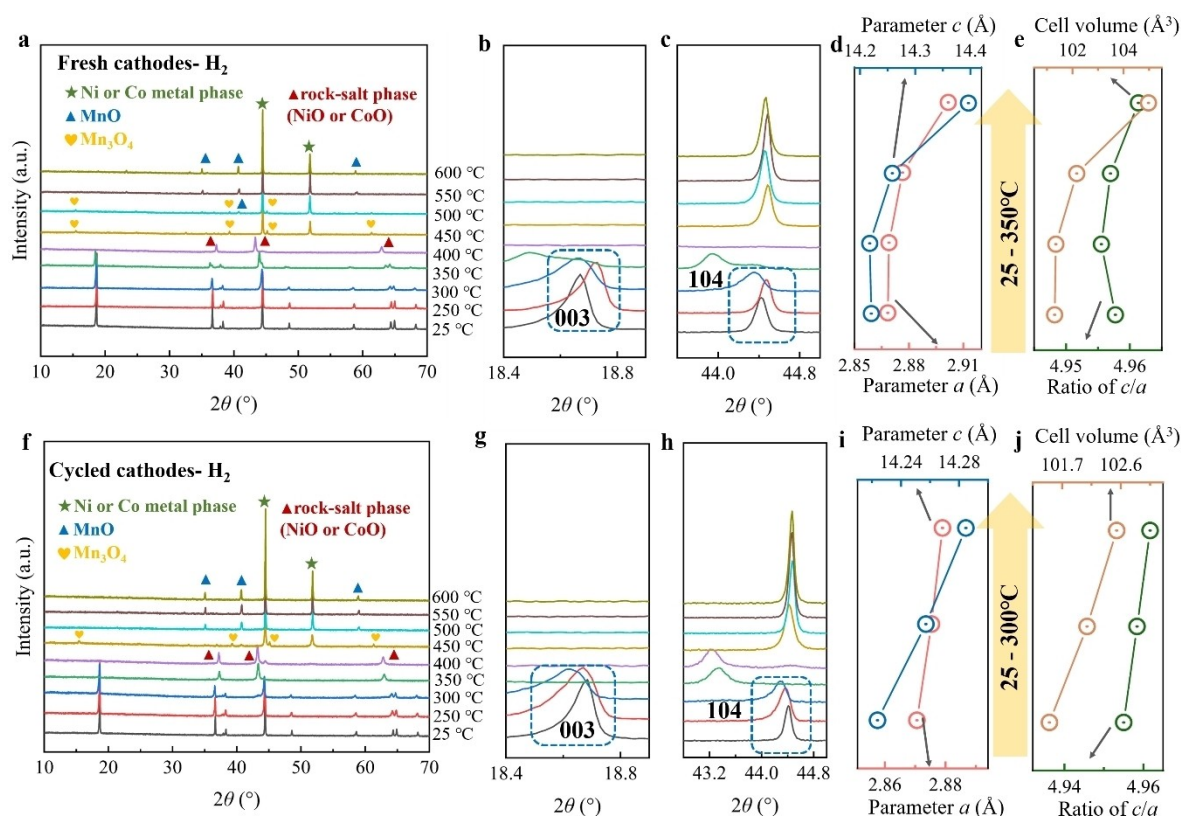 a
Fresh cathodes- H₂
★Ni or Co metal phase
▲MnO
♥Mn₃O₄
▲rock-salt phase
(NiO or CoO)
600 ℃
550 ℃
500 ℃
450 ℃
400 ℃
350 ℃
300 ℃
250 ℃
25 ℃
Intensity (a.u.)
10 20 30 40 50 60 70
2θ (°)
b
003
18.4 18.8
2θ (°)
c
104
44.0 44.8
2θ (°)
d
Parameter c (Å)
14.2 14.3 14.4
2.85 2.88 2.91
Parameter a (Å)
25 - 350℃
e
Cell volume (Å³)
102 104
4.95 4.96
Ratio of c/a
f
Cycled cathodes- H₂
★Ni or Co metal phase
▲MnO
♥Mn₃O₄
▲rock-salt phase
(NiO or CoO)
600 ℃
550 ℃
500 ℃
450 ℃
400 ℃
350 ℃
300 ℃
250 ℃
25 ℃
Intensity (a.u.)
10 20 30 40 50 60 70
2θ (°)
g
003
18.4 18.8
2θ (°)
h
104
43.2 44.0 44.8
2θ (°)
i
Parameter c (Å)
14.24 14.28
2.86 2.88
Parameter a (Å)
25 - 300℃
j
Cell volume (Å³)
101.7 102.6
4.94 4.96
Ratio of c/a